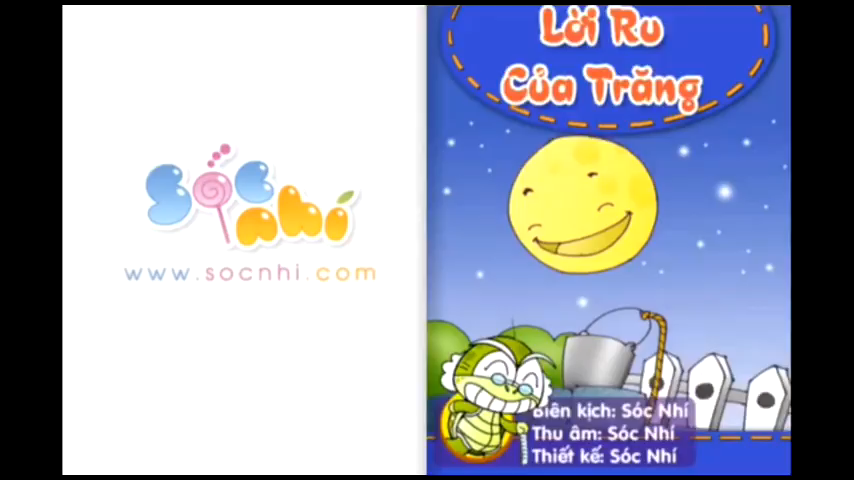 Sốc
nhí
www.socnhi.com
Lời Ru
Của Trăng
Biên kịch: Sóc Nhí
Thu âm: Sóc Nhí
Thiết kế: Sóc Nhí